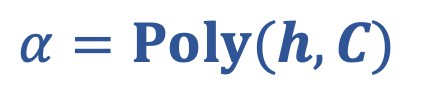 α = Poly(h, C)